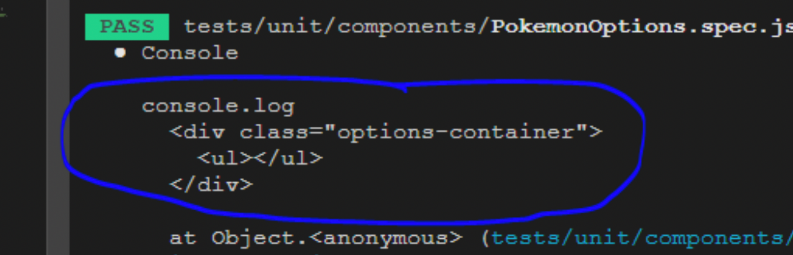 PASS tests/unit/components/PokemonOptions.spec.js
● Console
console.log
<div class="options-container">
<ul></ul>
</div>
at Object.<anonymous> (tests/unit/components/